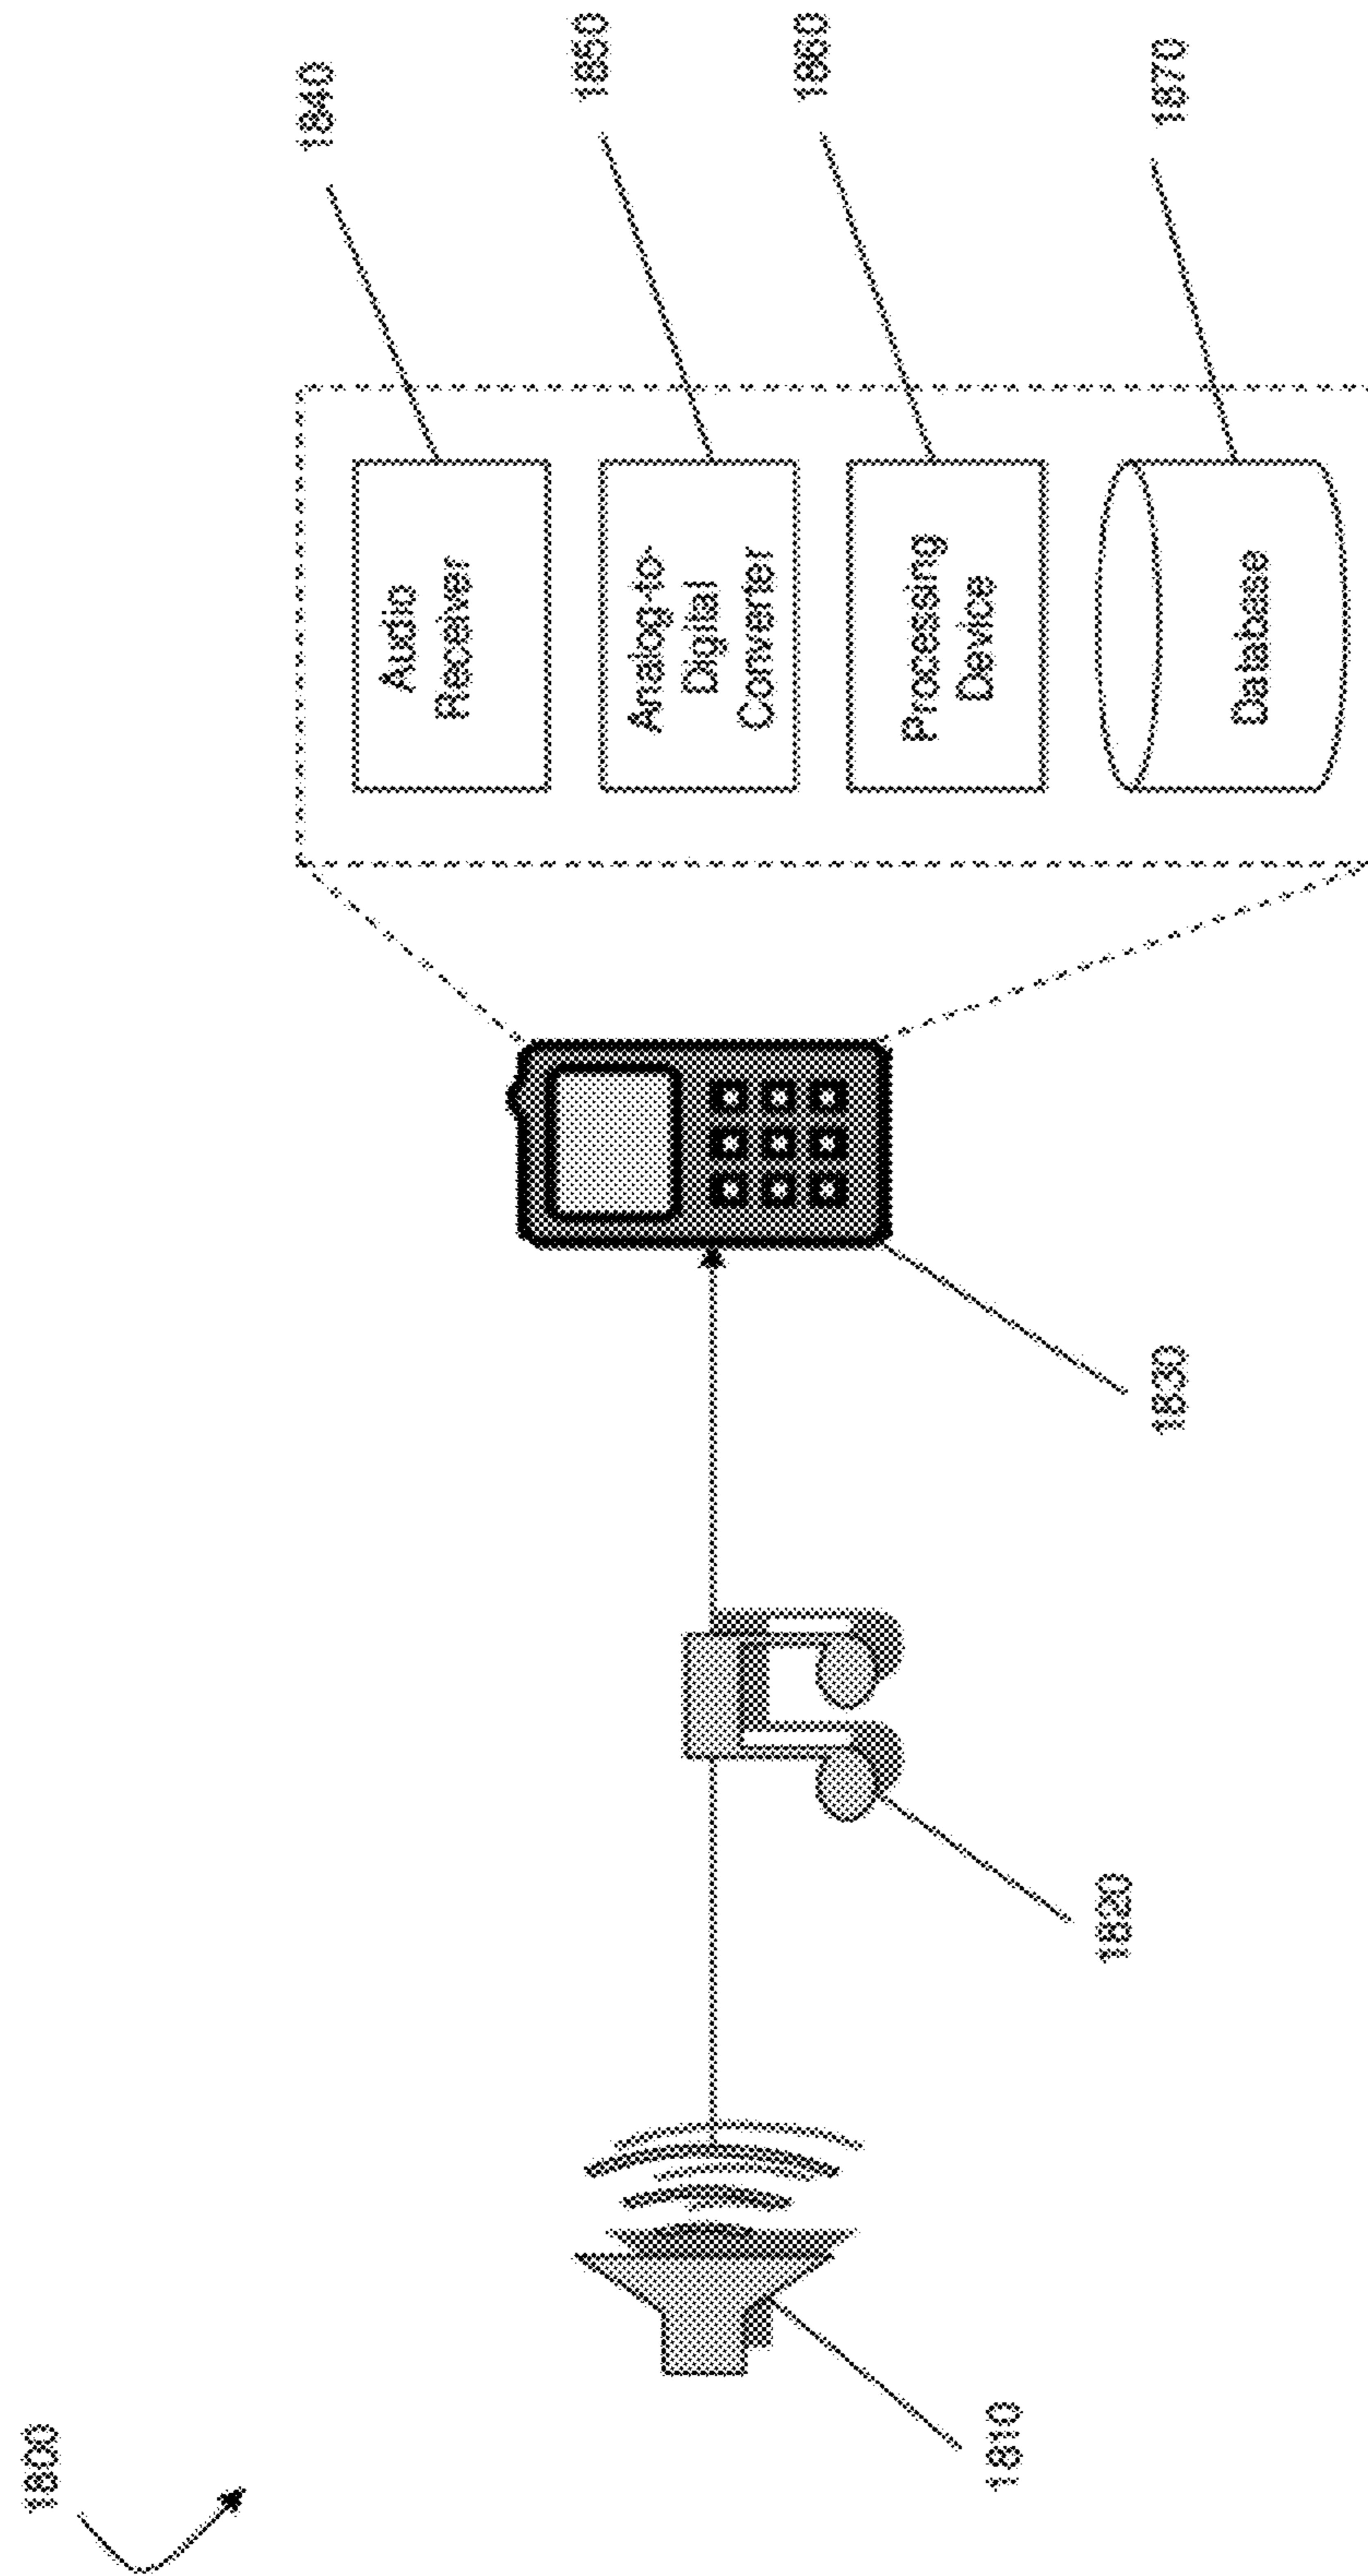 1800
1810
1820
1830
Audio
Receiver
1840
Analog-to-
Digital
Converter
1850
Processing
Device
1860
Database
1870